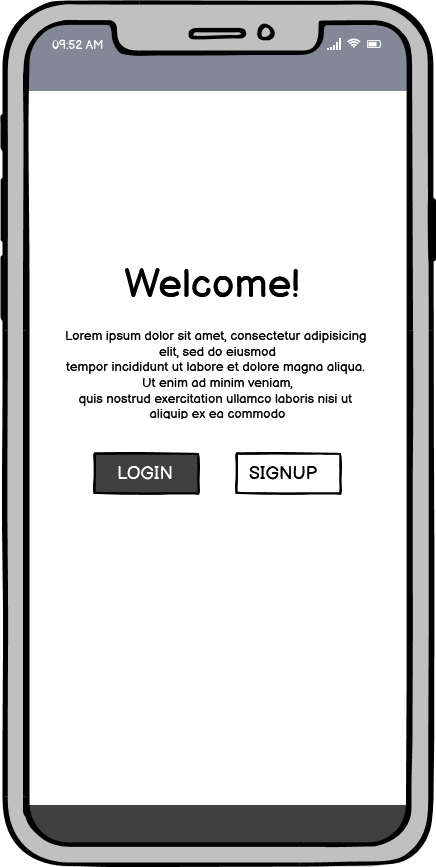 09:52 AM
Welcome!
Lorem ipsum dolor sit amet, consectetur adipisicing
elit, sed do eiusmod
tempor incididunt ut labore et dolore magna aliqua.
Ut enim ad minim veniam,
quis nostrud exercitation ullamco laboris nisi ut
aliquip ex ea commodo
LOGIN SIGNUP